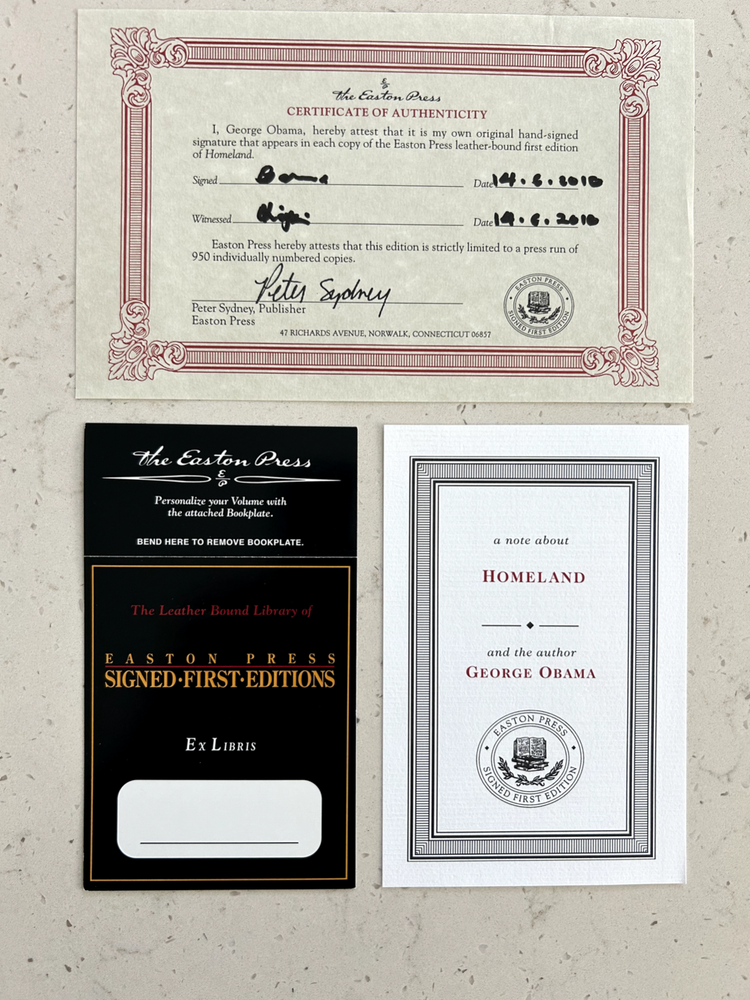 The Easton Press
CERTIFICATE OF AUTHENTICITY
I, George Obama, hereby attest that it is my own original hand-signed
signature that appears in each copy of the Easton Press leather-bound first edition
of Homeland.
Signed Date 14.6.2010
Witnessed Date 14.6.2010
Easton Press hereby attests that this edition is strictly limited to a press run of
950 individually numbered copies.
Peter Sydney
Peter Sydney, Publisher
Easton Press
47 RICHARDS AVENUE, NORWALK, CONNECTICUT 06857
EASTON PRESS
SIGNED FIRST EDITION
the Easton Press
Personalize your Volume with
the attached Bookplate.
BEND HERE TO REMOVE BOOKPLATE.
The Leather Bound Library of
EASTON PRESS
SIGNED·FIRST·EDITIONS
EX LIBRIS
a note about
HOMELAND
and the author
GEORGE OBAMA
EASTON PRESS
SIGNED FIRST EDITION